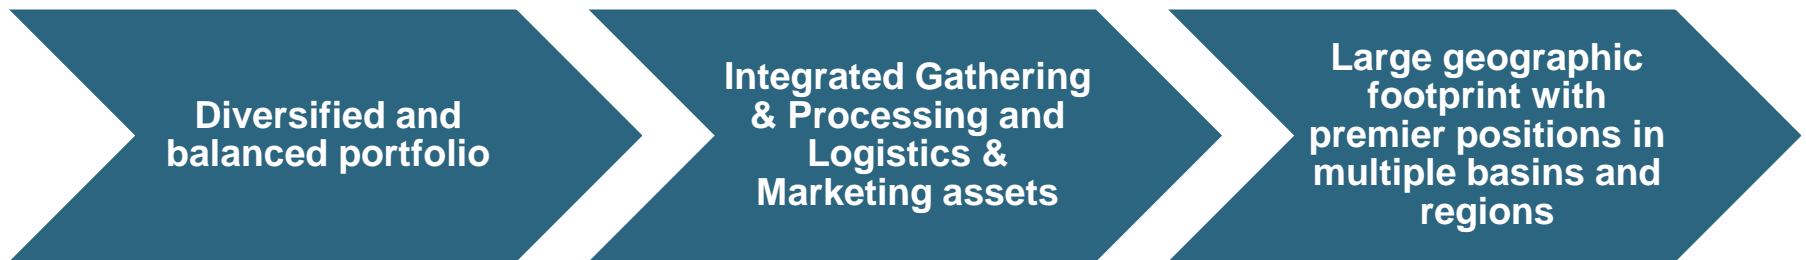 Diversified and
balanced portfolio
Integrated Gathering
& Processing and
Logistics &
Marketing assets
Large geographic
footprint with
premier positions in
multiple basins and
regions